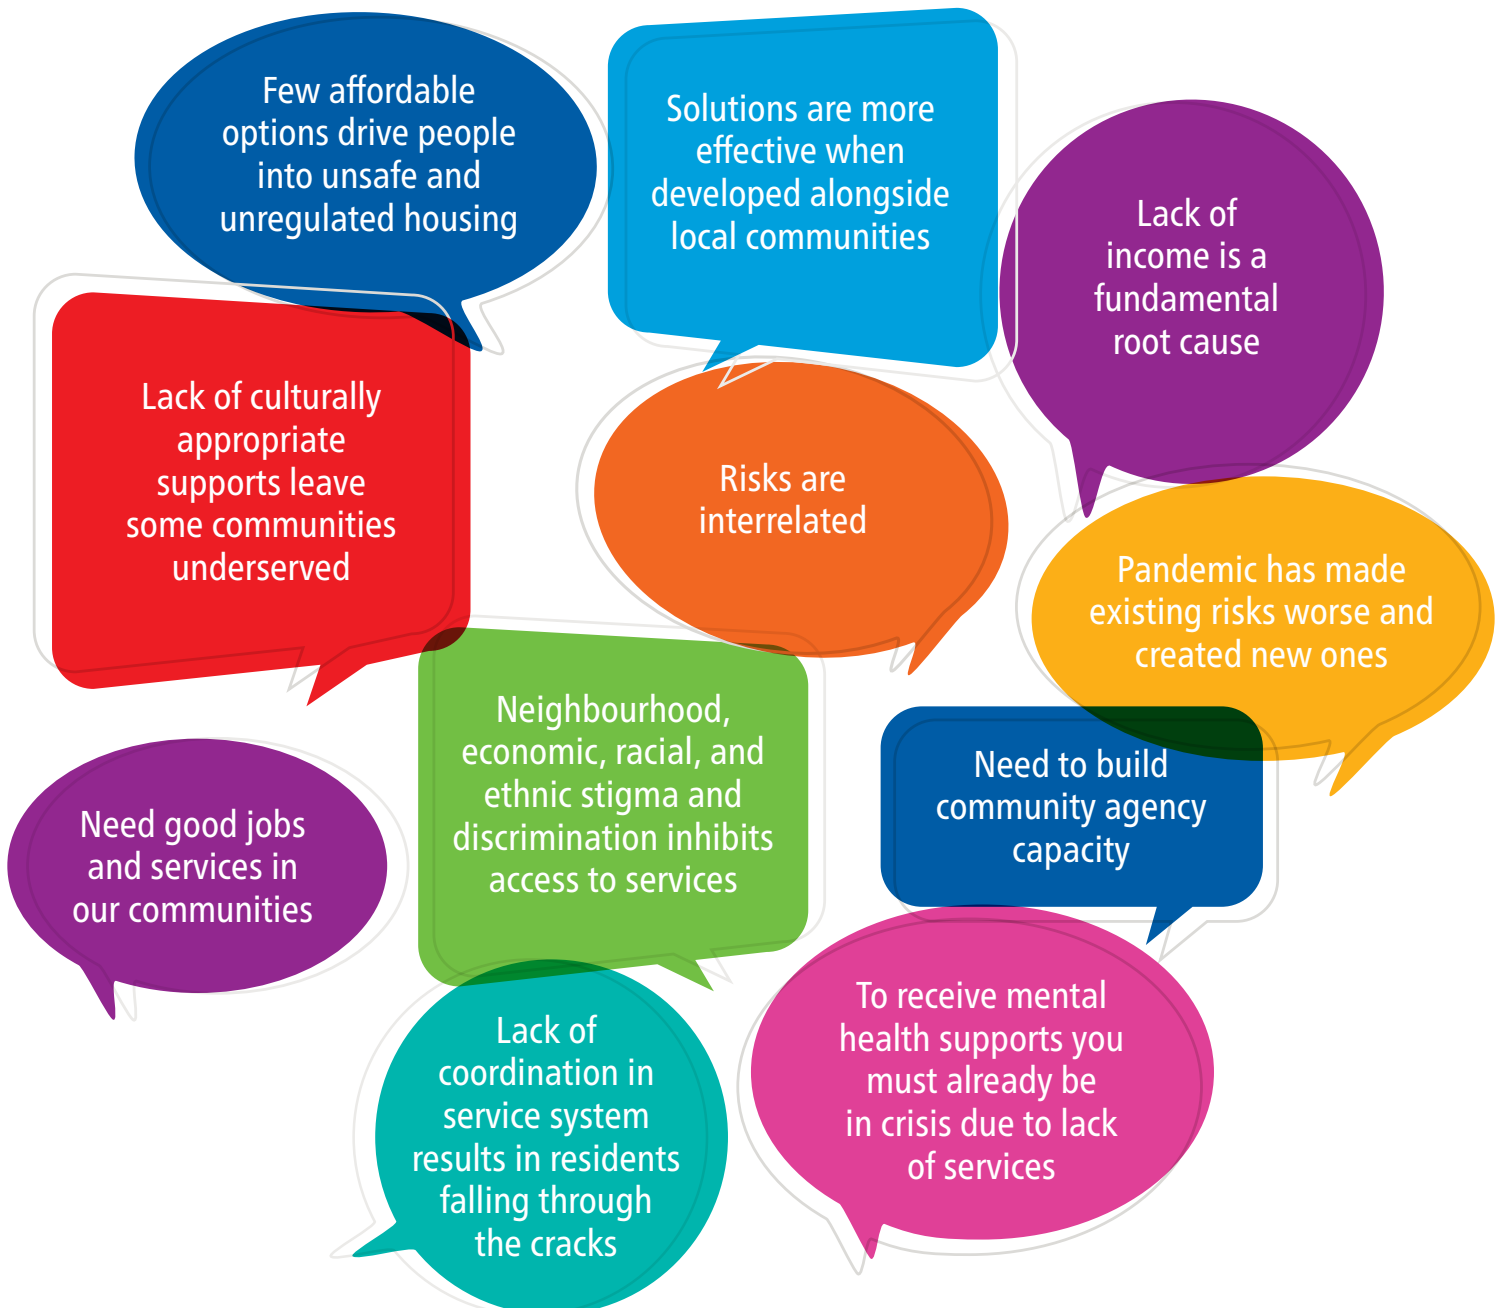 Few affordable
options drive people
into unsafe and
unregulated housing
Solutions are more
effective when
developed alongside
local communities
Lack of
income is a
fundamental
root cause
Lack of culturally
appropriate
supports leave
some communities
underserved
Risks are
interrelated
Pandemic has made
existing risks worse and
created new ones
Neighbourhood,
economic, racial, and
ethnic stigma and
discrimination inhibits
access to services
Need to build
community agency
capacity
Need good jobs
and services in
our communities
Lack of
coordination in
service system
results in residents
falling through
the cracks
To receive mental
health supports you
must already be
in crisis due to lack
of services